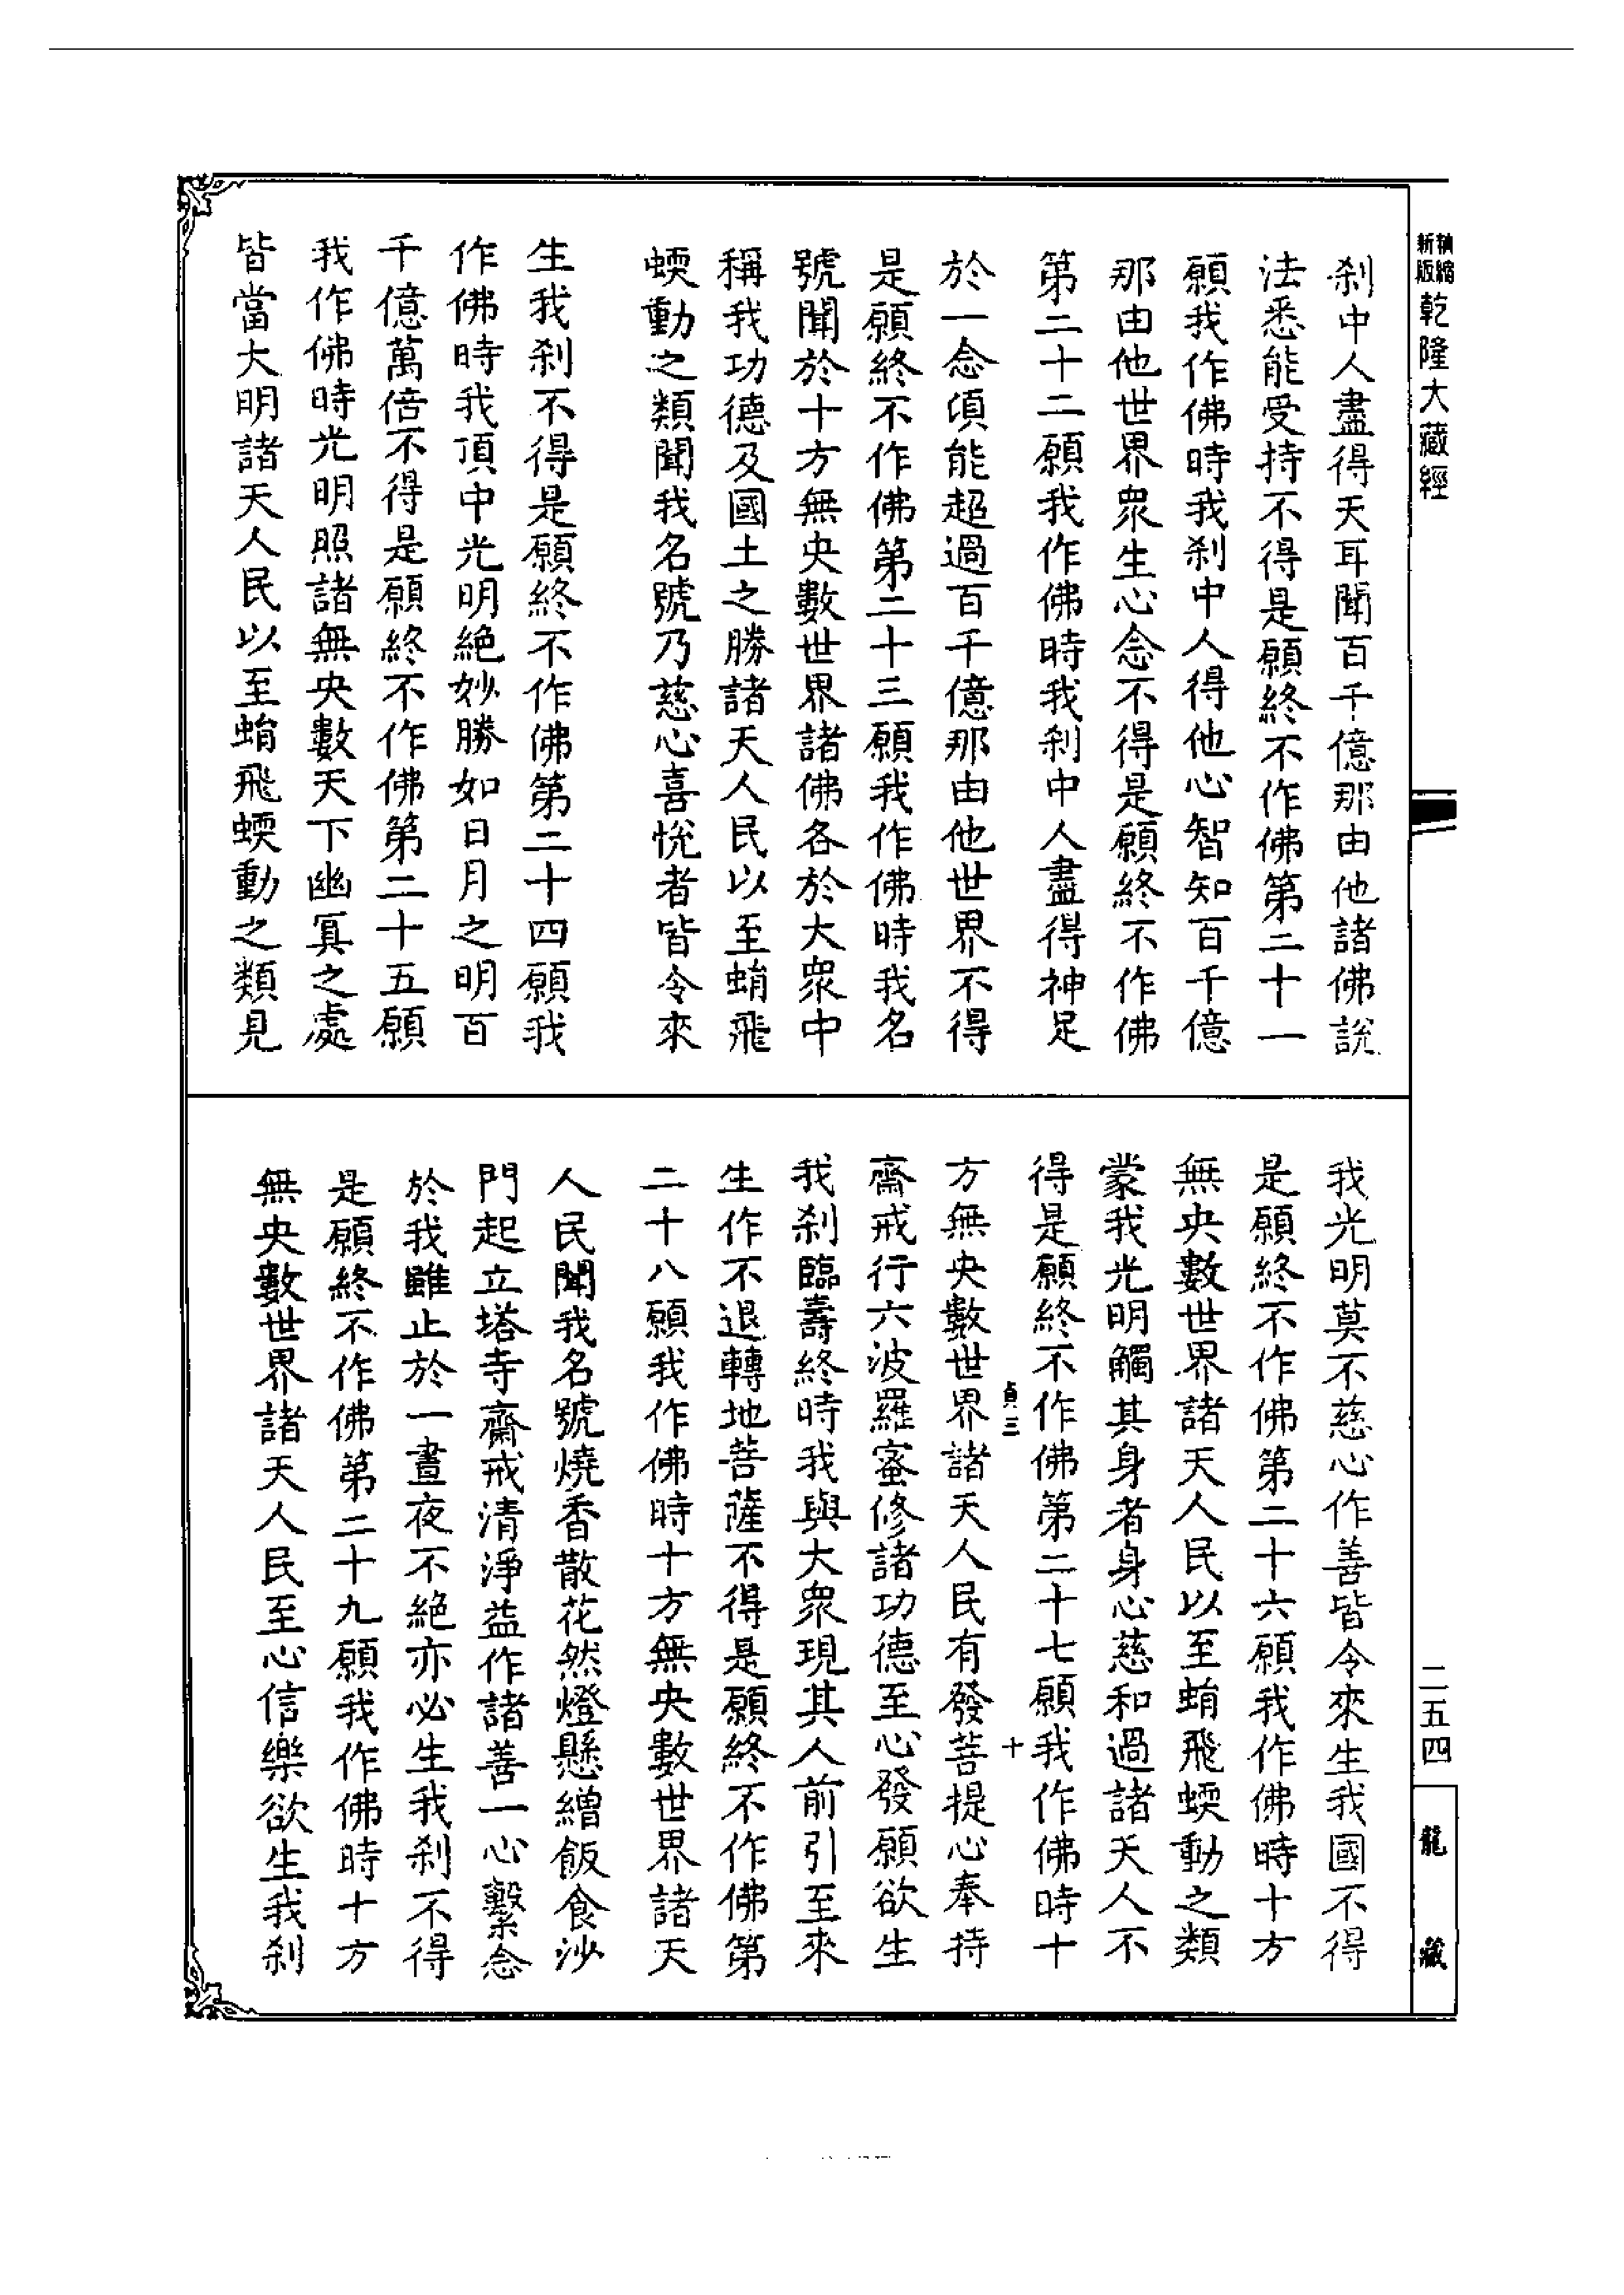 新版精縮乾隆大藏經
刹中人盡得天耳聞百千億那由他諸佛說
法悉能受持不得是願終不作佛第二十一
願我作佛時我刹中人得他心智知百千億
那由他世界眾生心念不得是願終不作佛
第二十二願我作佛時我刹中人盡得神足
於一念頃能超過百千億那由他世界不得
是願終不作佛第二十三願我作佛時我名
號聞於十方無央數世界諸佛各於大眾中
稱我功德及國土之勝諸天人民以至蜎飛
蝡動之類聞我名號乃慈心喜悅者皆令來
生我刹不得是願終不作佛第二十四願我
作佛時我頂中光明絕妙勝如日月之明百
千億萬倍不得是願終不作佛第二十五願
我作佛時光明照諸無央數天下幽冥之處
皆當大明諸天人民以至蜎飛蝡動之類見
我光明莫不慈心作善皆令來生我國不得
是願終不作佛第二十六願我作佛時十方
無央數世界諸天人民以至蜎飛蝡動之類
蒙我光明觸其身者身心慈和過諸天人不
得是願終不作佛第二十七願我作佛時十
貞三 十
方無央數世界諸天人民有發菩提心奉持
齋戒行六波羅蜜修諸功德至心發願欲生
我刹臨壽終時我與大眾現其人前引至來
生作不退轉地菩薩不得是願終不作佛第
二十八願我作佛時十方無央數世界諸天
人民聞我名號燒香散花然燈懸繒飯食沙
門起立塔寺齋戒清淨益作諸善一心繫念
於我雖止於一晝夜不絕亦必生我刹不得
是願終不作佛第二十九願我作佛時十方
無央數世界諸天人民至心信樂欲生我刹
二五四
龍藏